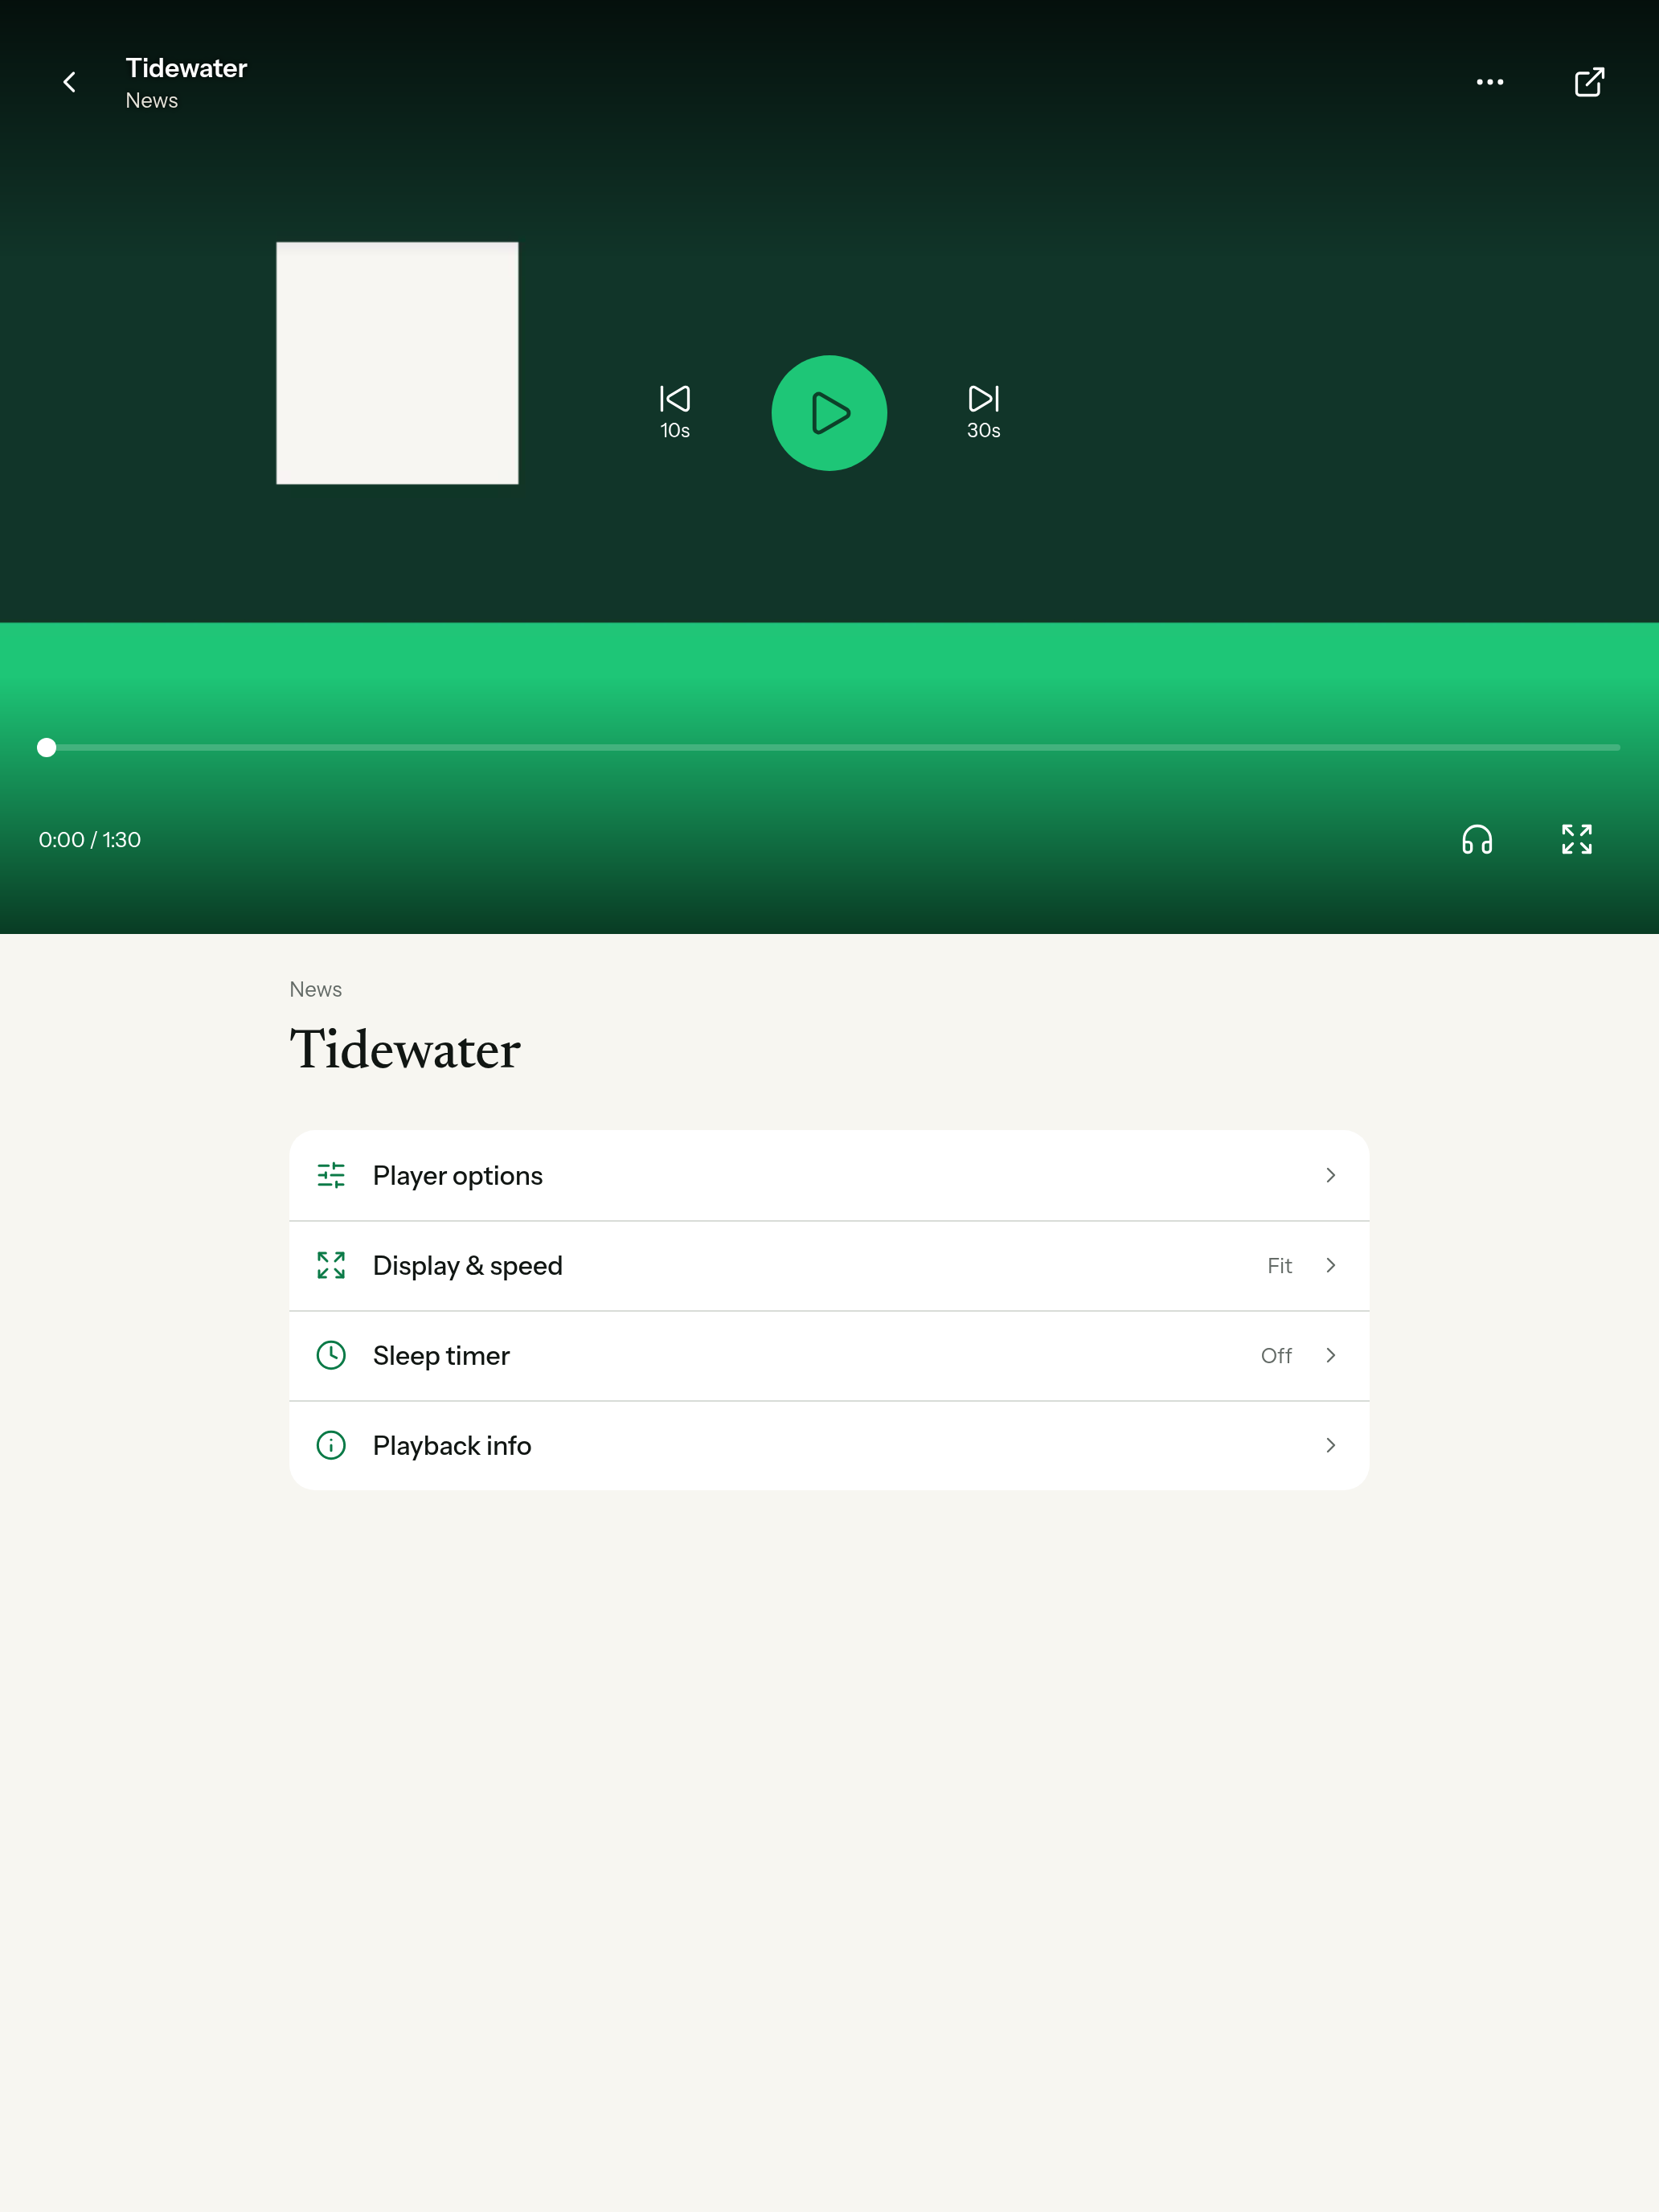 Tidewater
News
10s
30s
0:00 / 1:30
News
Tidewater
Player options
Display & speed Fit
Sleep timer Off
Playback info